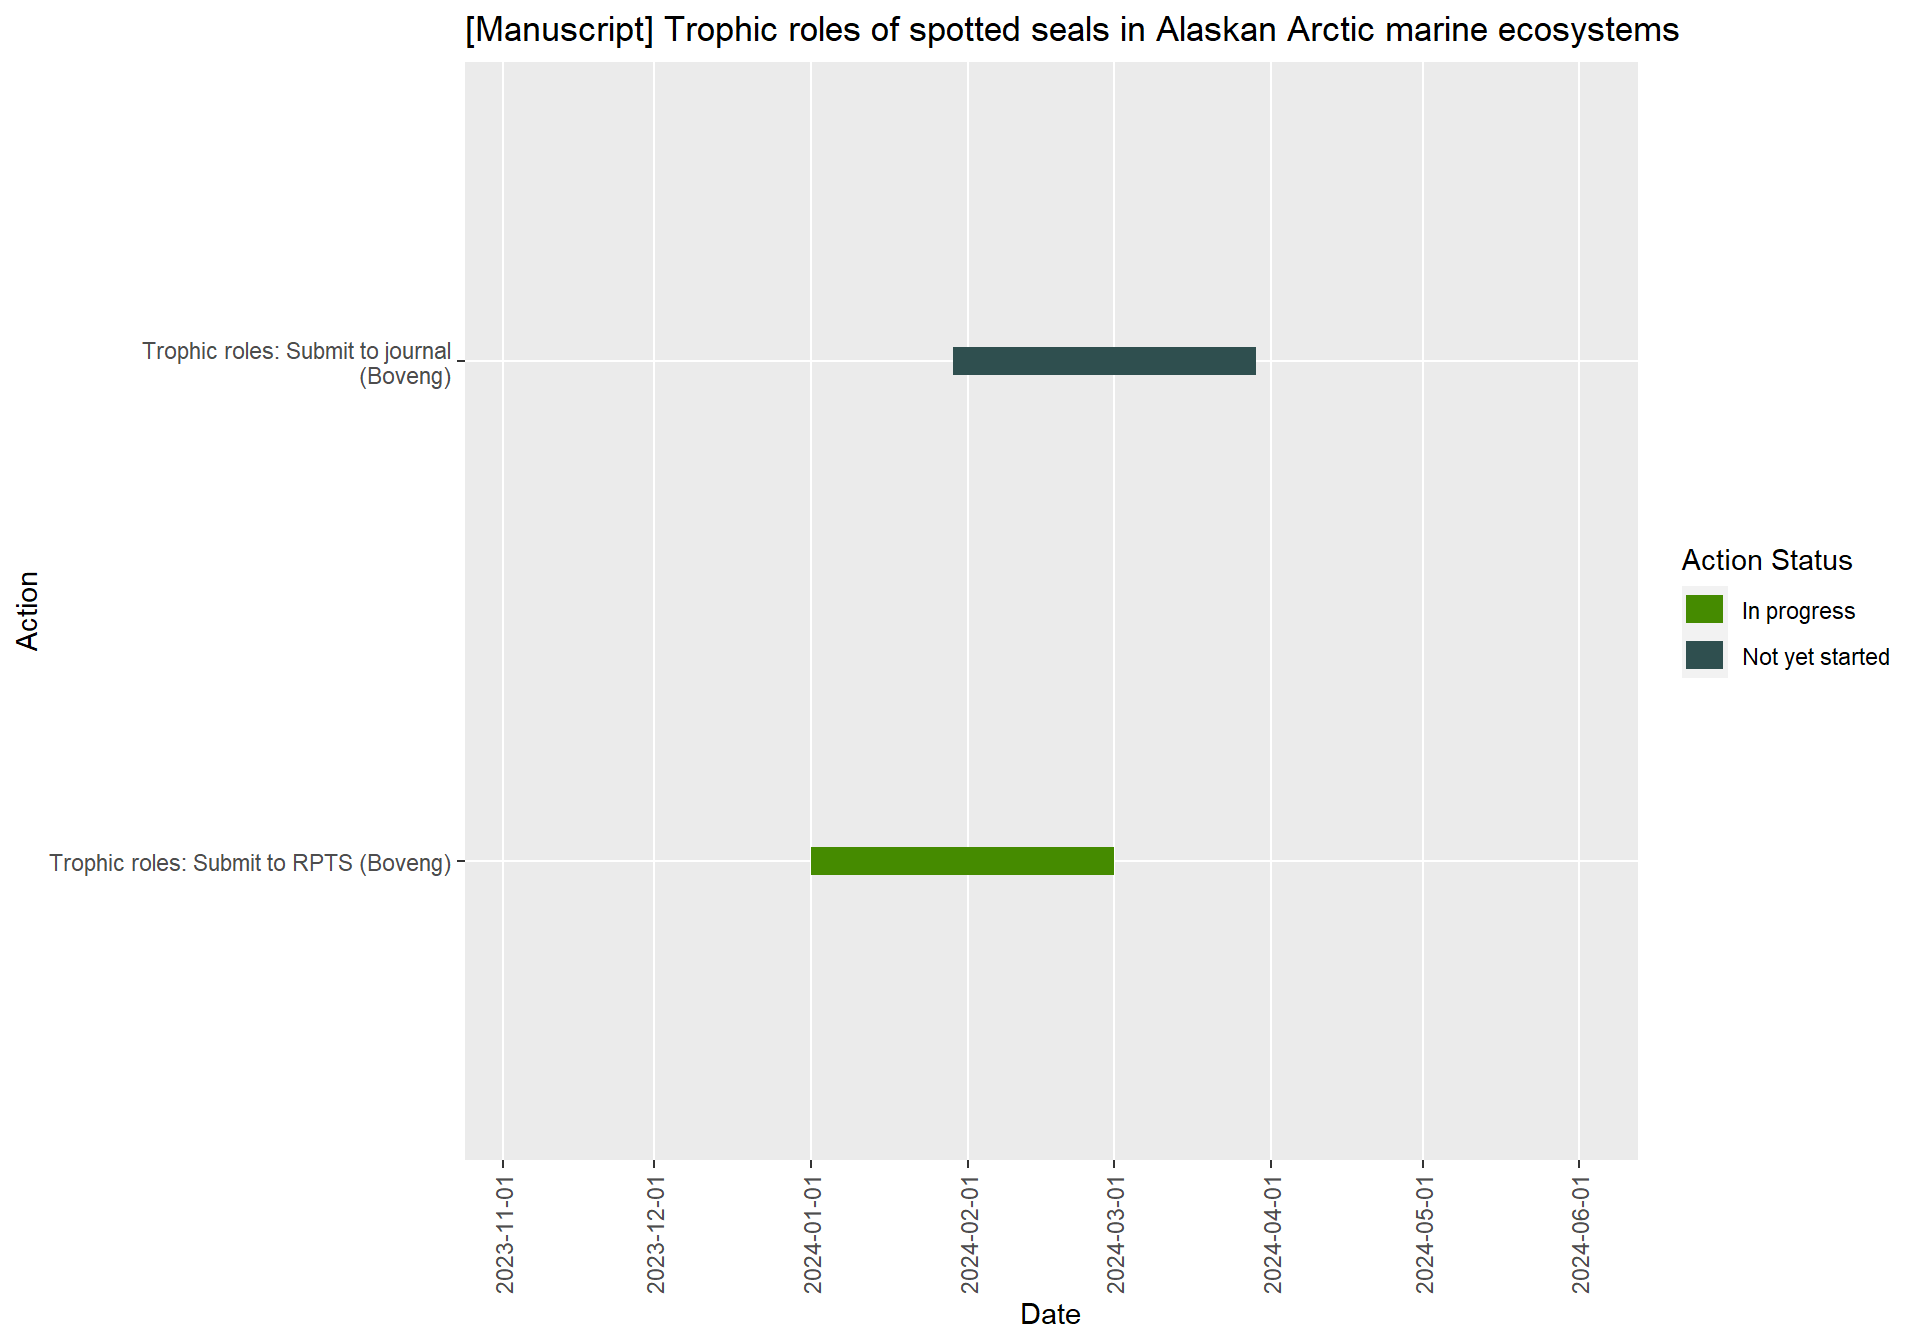 [Manuscript] Trophic roles of spotted seals in Alaskan Arctic marine ecosystems
Action
Trophic roles: Submit to journal
(Boveng)
Trophic roles: Submit to RPTS (Boveng)
2023-11-01
2023-12-01
2024-01-01
2024-02-01
2024-03-01
2024-04-01
2024-05-01
2024-06-01
Date
Action Status
In progress
Not yet started